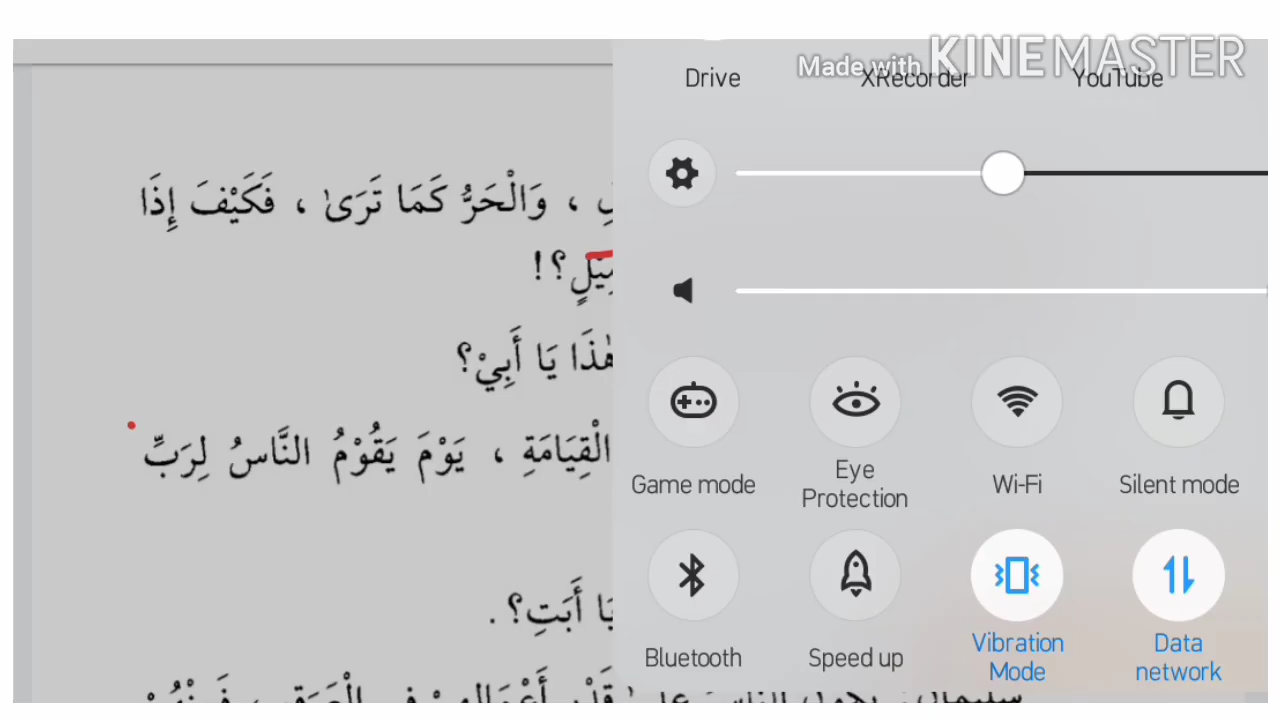 Made with KINEMASTER
Drive XRecorder YouTube
، وَالْحَرُّ كَمَا تَرَىٰ ، فَكَيْفَ إِذَا
؟!
هٰذَا يَا أَبِيْ؟
الْقِيَامَةِ ، يَوْمَ يَقُوْمُ النَّاسُ لِرَبِّ
يَا أَبَتِ؟ .
Game mode
Eye Protection
Wi-Fi
Silent mode
Bluetooth
Speed up
Vibration Mode
Data network